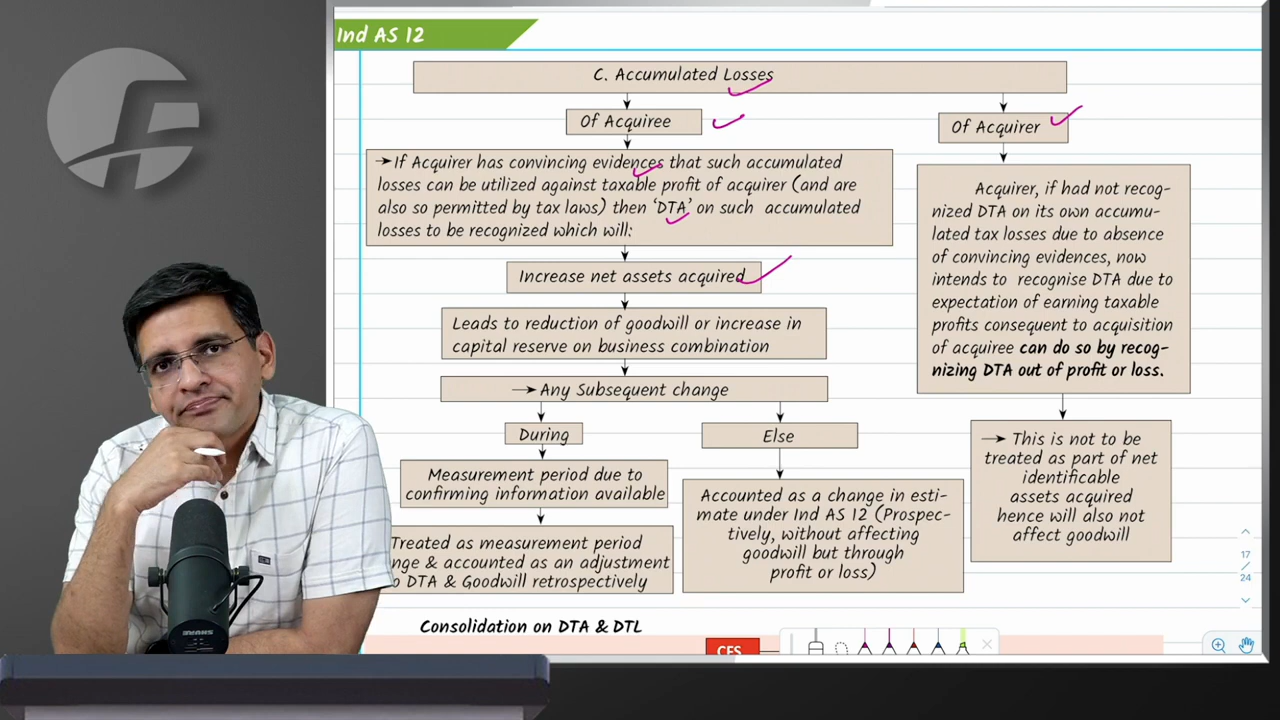 Ind AS 12
C. Accumulated Losses
Of Acquiree
→If Acquirer has convincing evidences that such accumulated
losses can be utilized against taxable profit of acquirer (and are
also so permitted by tax laws) then ‘DTA’ on such accumulated
losses to be recognized which will:
Increase net assets acquired
Leads to reduction of goodwill or increase in
capital reserve on business combination
→ Any Subsequent change
During
Measurement period due to
confirming information available
Treated as measurement period
nge & accounted as an adjustment
o DTA & Goodwill retrospectively
Else
Accounted as a change in esti-
mate under Ind AS 12 (Prospec-
tively, without affecting
goodwill but through
profit or loss)
Of Acquirer
Acquirer, if had not recog-
nized DTA on its own accumu-
lated tax losses due to absence
of convincing evidences, now
intends to recognise DTA due to
expectation of earning taxable
profits consequent to acquisition
of acquiree can do so by recog-
nizing DTA out of profit or loss.
→ This is not to be
treated as part of net
identifiable
assets acquired
hence will also not
affect goodwill
Consolidation on DTA & DTL
CFS
17
/
24
SHURE